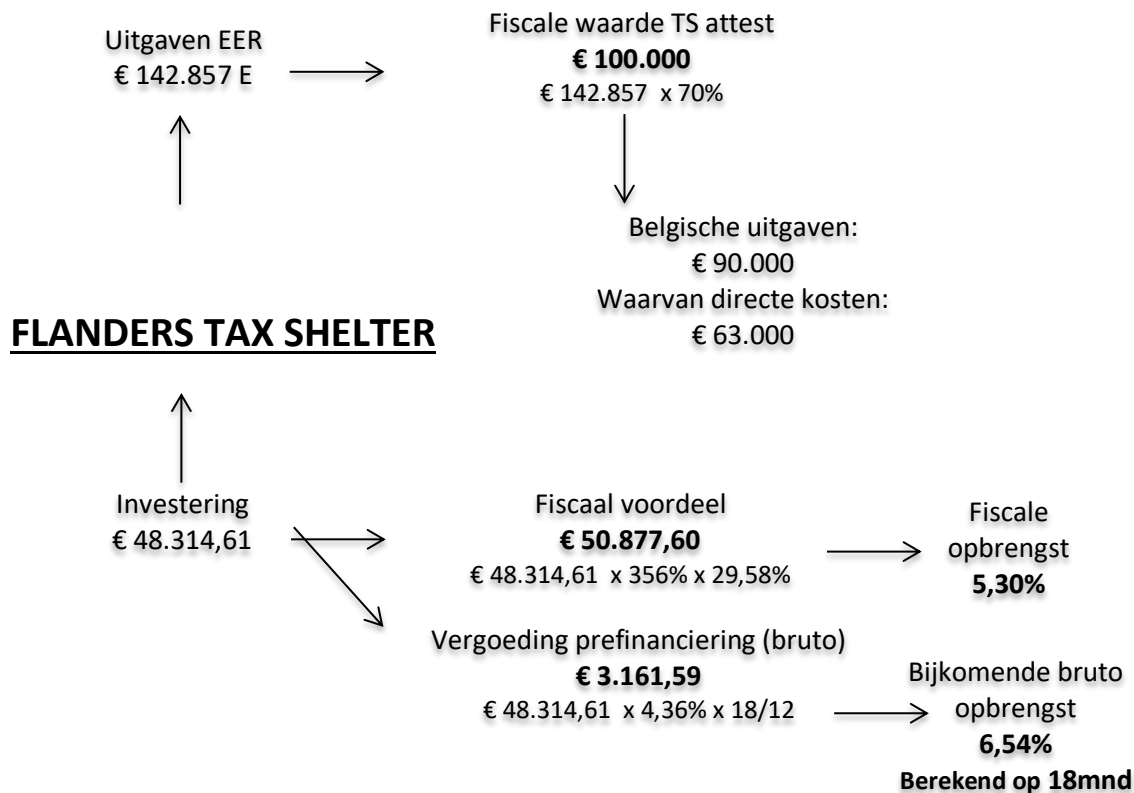 Uitgaven EER
€ 142.857 E
Fiscale waarde TS attest
€ 100.000
€ 142.857 x 70%
Belgische uitgaven:
€ 90.000
Waarvan directe kosten:
€ 63.000
FLANDERS TAX SHELTER
Investering
€ 48.314,61
Fiscaal voordeel
€ 50.877,60
€ 48.314,61 x 356% x 29,58%
Fiscale
opbrengst
5,30%
Vergoeding prefinanciering (bruto)
€ 3.161,59
€ 48.314,61 x 4,36% x 18/12
Bijkomende bruto
opbrengst
6,54%
Berekend op 18mnd